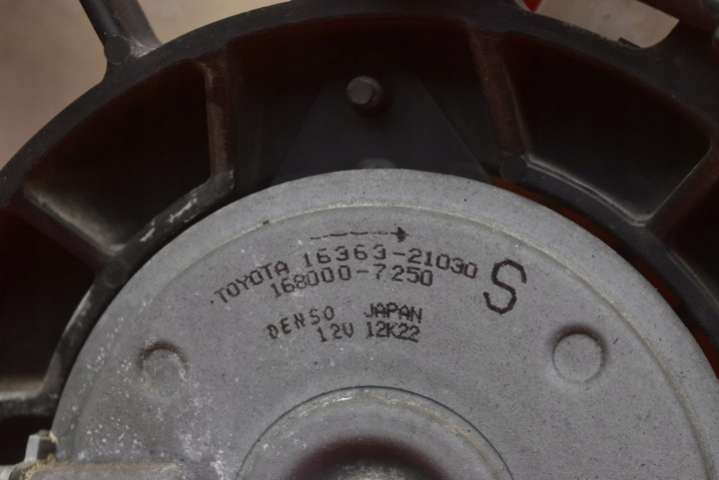 TOYOTA 16363-21030 S
168000-7250
DENSO JAPAN
12V 12K22